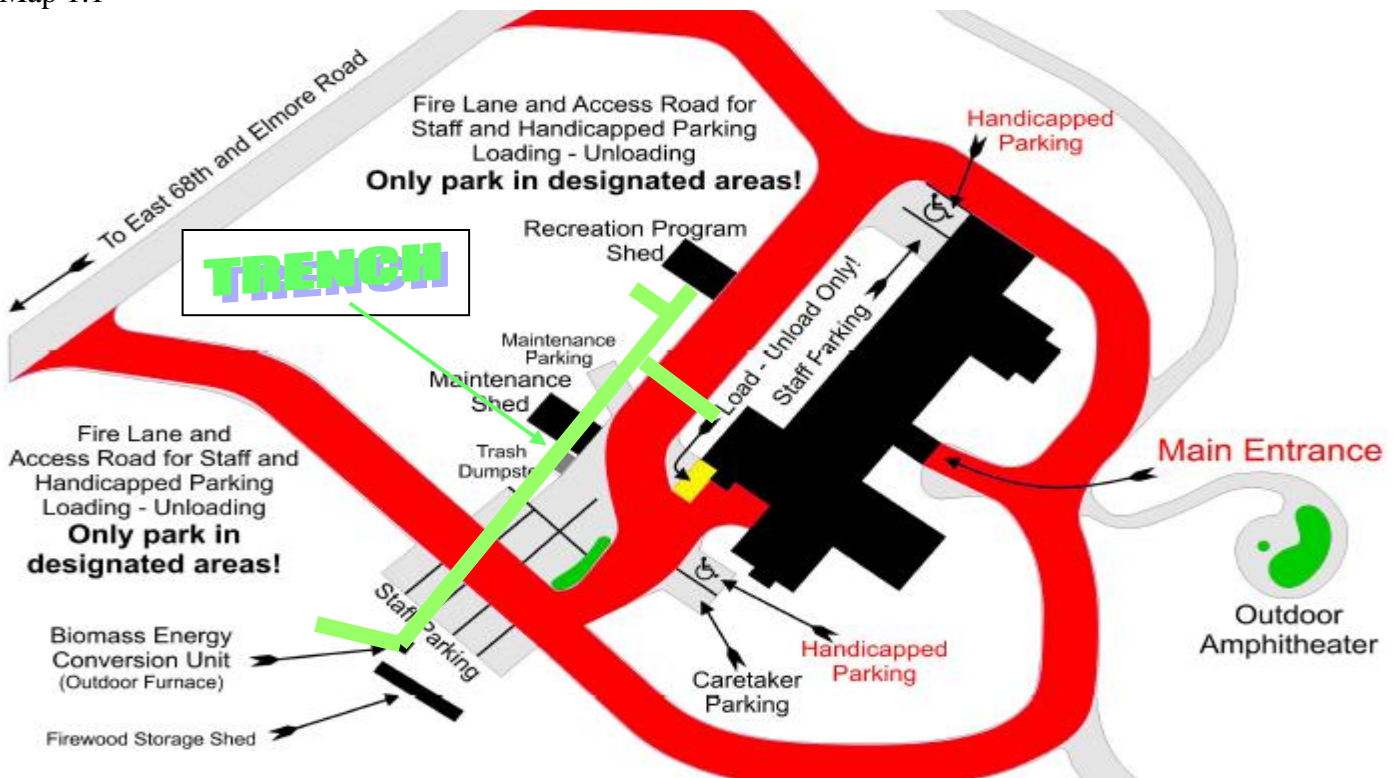 Map 1.1
To East 68th and Elmore Road
Fire Lane and Access Road for
Staff and Handicapped Parking
Loading - Unloading
Only park in designated areas!
Handicapped
Parking
Recreation Program
Shed
TRENCH
Load - Unload Only!
Staff Parking
Maintenance
Parking
Maintenance
Shed
Trash
Dumpste
Fire Lane and
Access Road for Staff and
Handicapped Parking
Loading - Unloading
Only park in
designated areas!
Main Entrance
Staff Parking
Biomass Energy
Conversion Unit
(Outdoor Furnace)
Firewood Storage Shed
Handicapped
Parking
Caretaker
Parking
Outdoor
Amphitheater